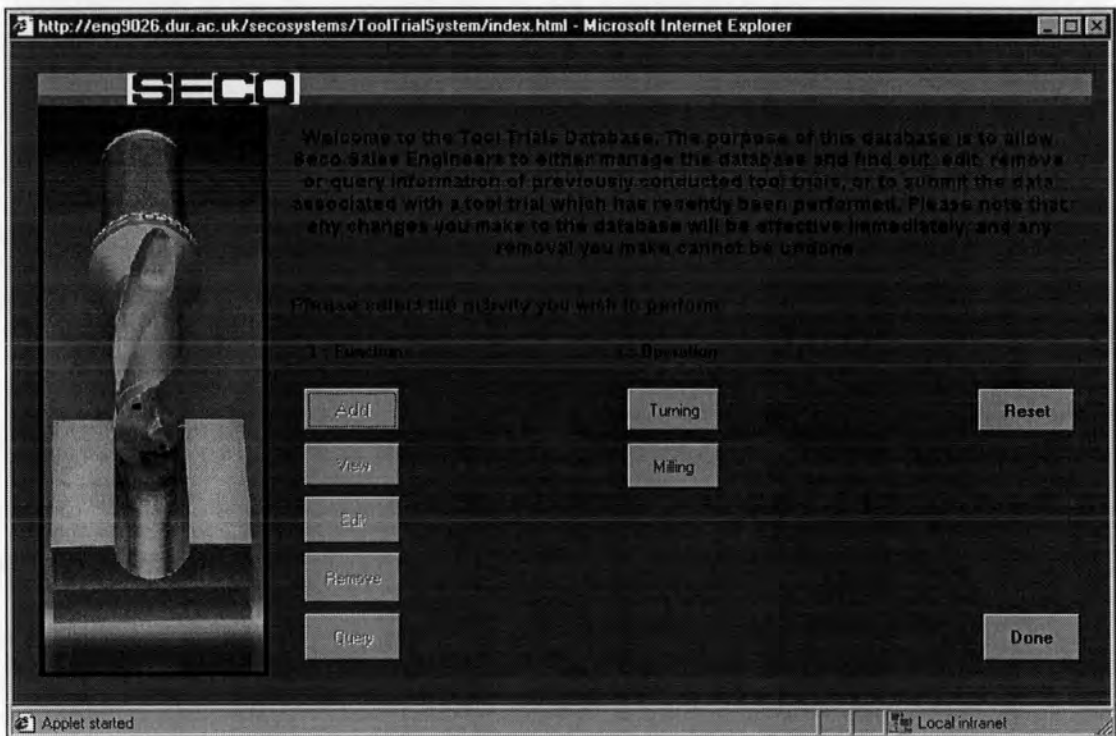 http://eng9026.dur.ac.uk/secosystems/ToolTrialSystem/index.html - Microsoft Internet Explorer
SECO
Welcome to the Tool Trials Database. The purpose of this database is to allow
Seco Sales Engineers to either manage the database and find out, edit, remove
or query information of previously conducted tool trials, or to submit the data
associated with a tool trial which has recently been performed. Please note that
any changes you make to the database will be effective immediately, and any
removal you make cannot be undone
Please select the activity you wish to perform
Function
Operation
Add
Turning
Reset
View
Milling
Edit
Remove
Query
Done
Applet started
Local intranet